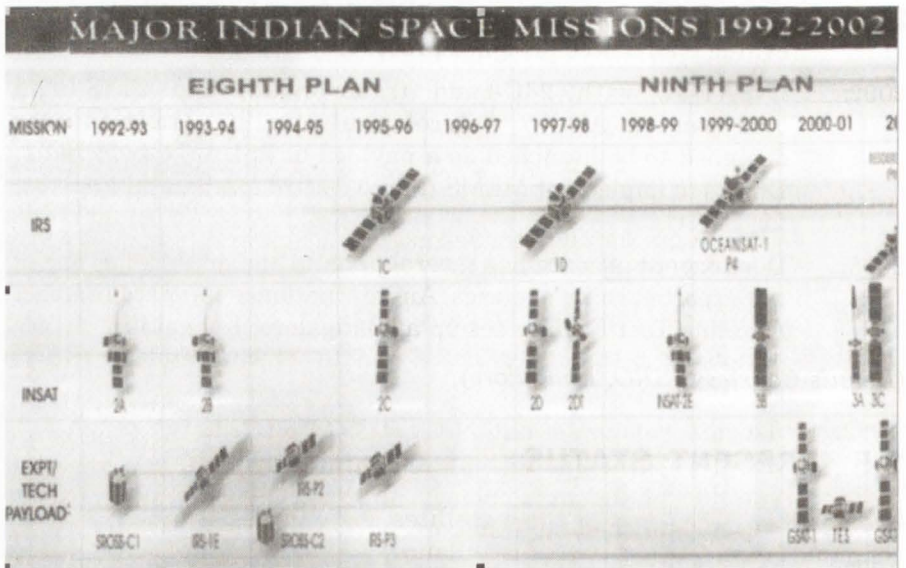 MAJOR INDIAN SPACE MISSIONS 1992-2002
EIGHTH PLAN NINTH PLAN
MISSION 1992-93 1993-94 1994-95 1995-96 1996-97 1997-98 1998-99 1999-2000 2000-01
IRS
1C 1D OCEANSAT-1
P4
INSAT
2A 2B 2C 2D 2DT INSAT-2E 3B 3A 3C
EXPT/
TECH
PAYLOAD
IRS-P2
SROSS-C1 IRS-1E SROSS-C2 IRS-P3 GSAT-1 TES